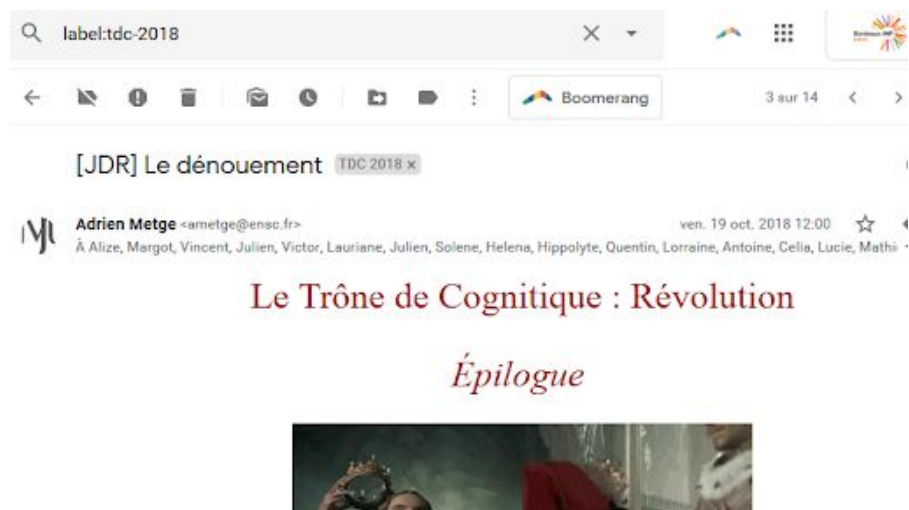 label:tdc-2018
Boomerang
3 sur 14
[JDR] Le dénouement TDC 2018 x
Adrien Metge <ametge@ensc.fr> ven. 19 oct. 2018 12:00
À Alize, Margot, Vincent, Julien, Victor, Lauriane, Julien, Solene, Helena, Hippolyte, Quentin, Lorraine, Antoine, Celia, Lucie, Mathi
Le Trône de Cognitique : Révolution
Épilogue